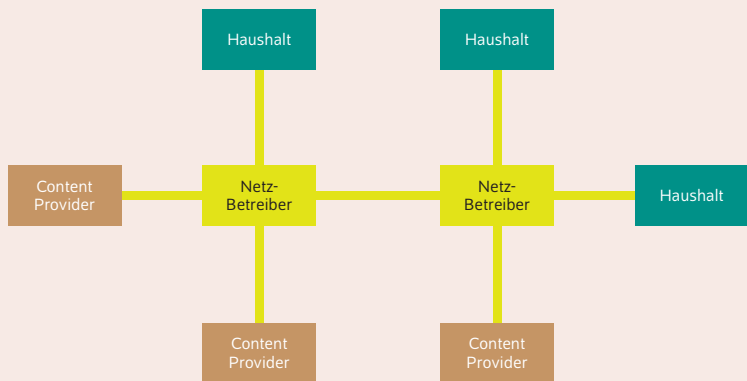 Haushalt
Haushalt
Content
Provider
Netz-
Betreiber
Netz-
Betreiber
Haushalt
Content
Provider
Content
Provider